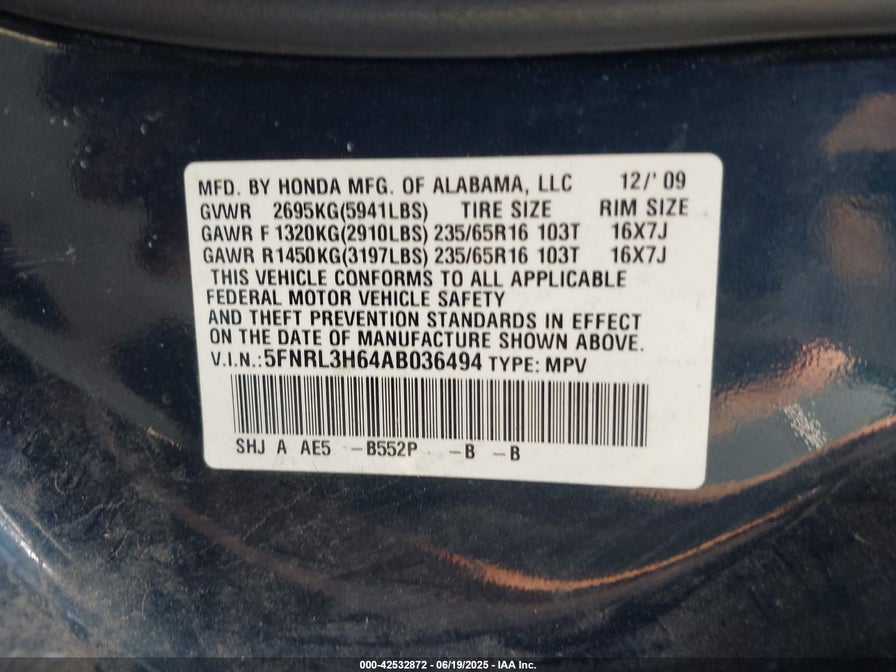 MFD. BY HONDA MFG. OF ALABAMA, LLC 12/' 09
GVWR 2695KG(5941LBS) TIRE SIZE RIM SIZE
GAWR F 1320KG(2910LBS) 235/65R16 103T 16X7J
GAWR R 1450KG(3197LBS) 235/65R16 103T 16X7J
THIS VEHICLE CONFORMS TO ALL APPLICABLE
FEDERAL MOTOR VEHICLE SAFETY
AND THEFT PREVENTION STANDARDS IN EFFECT
ON THE DATE OF MANUFACTURE SHOWN ABOVE.
V.I.N.:5FNRL3H64AB036494 TYPE: MPV
SHJ A AE5 -B552P -B -B
000-42532872 - 06/19/2025 - IAA Inc.